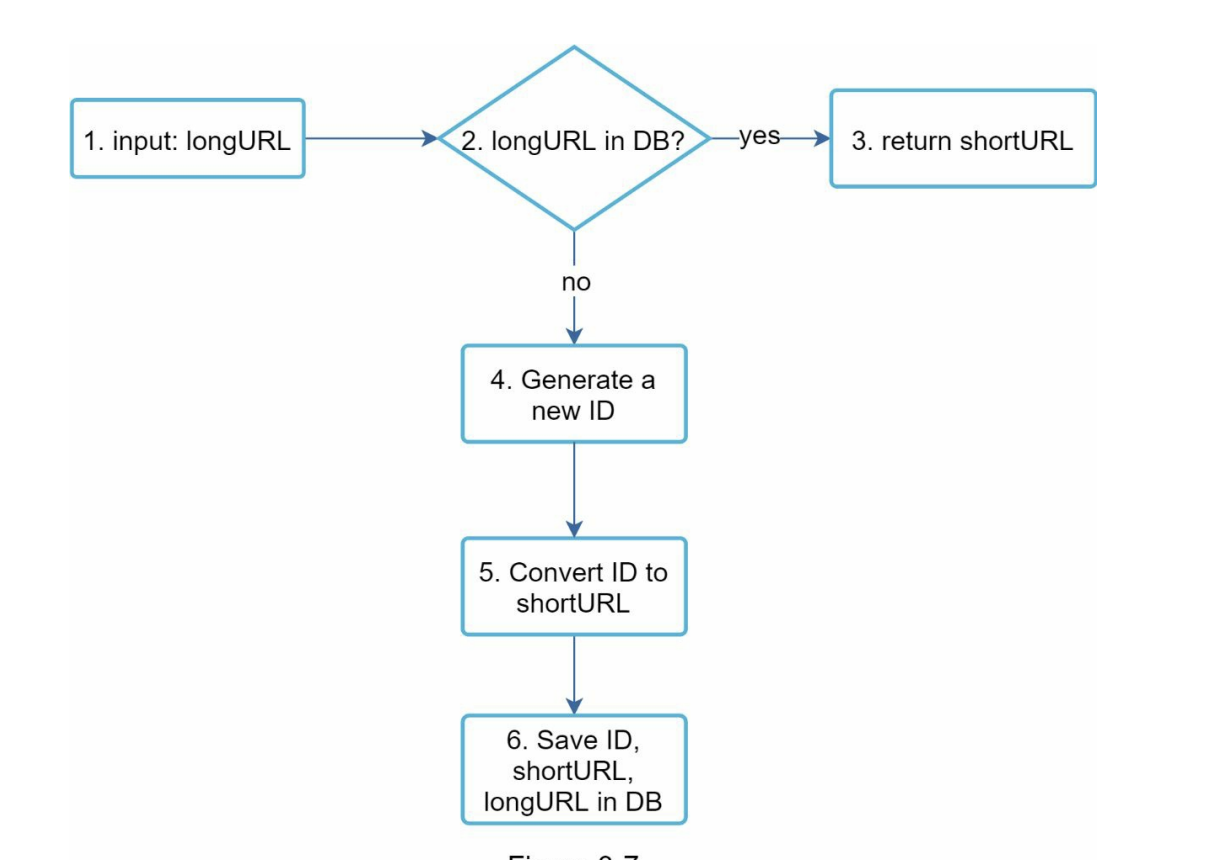 1. input: longURL
2. longURL in DB?
yes
3. return shortURL
no
4. Generate a
new ID
5. Convert ID to
shortURL
6. Save ID,
shortURL,
longURL in DB